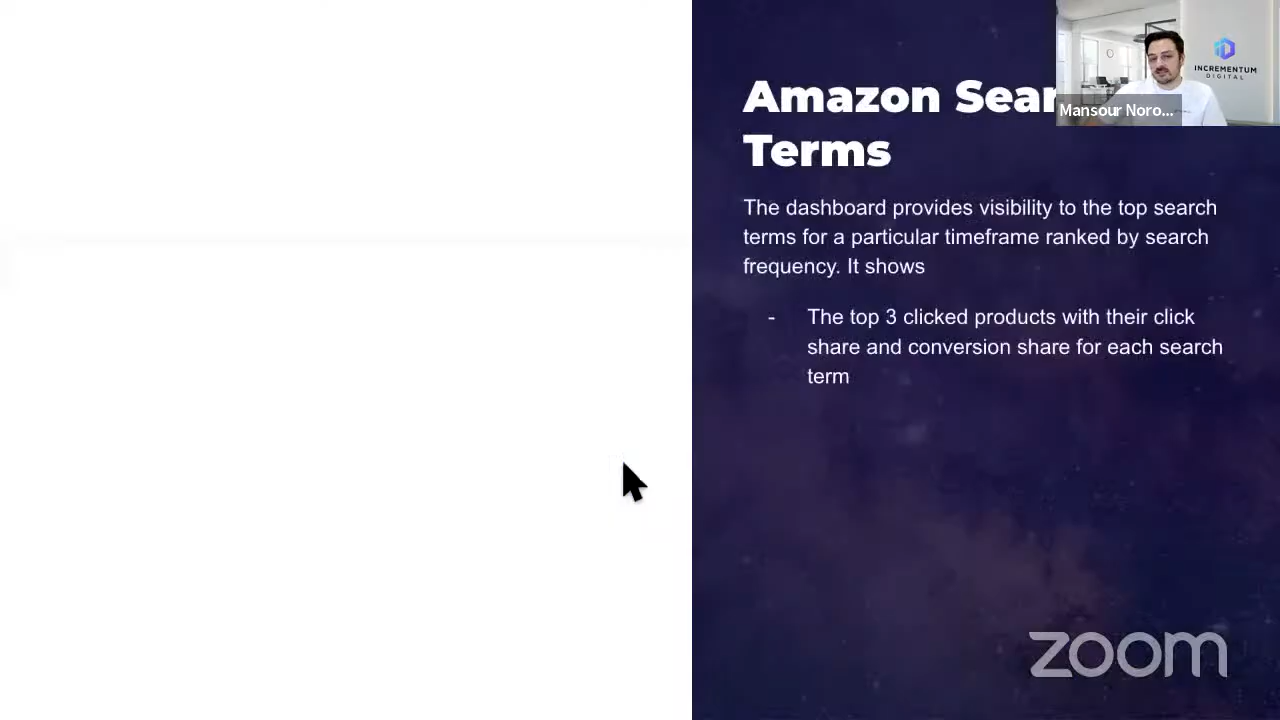 Amazon Sear
Terms
INCREMENTUM
DIGITAL
Mansour Noro...
The dashboard provides visibility to the top search
terms for a particular timeframe ranked by search
frequency. It shows
- The top 3 clicked products with their click
share and conversion share for each search
term
zoom